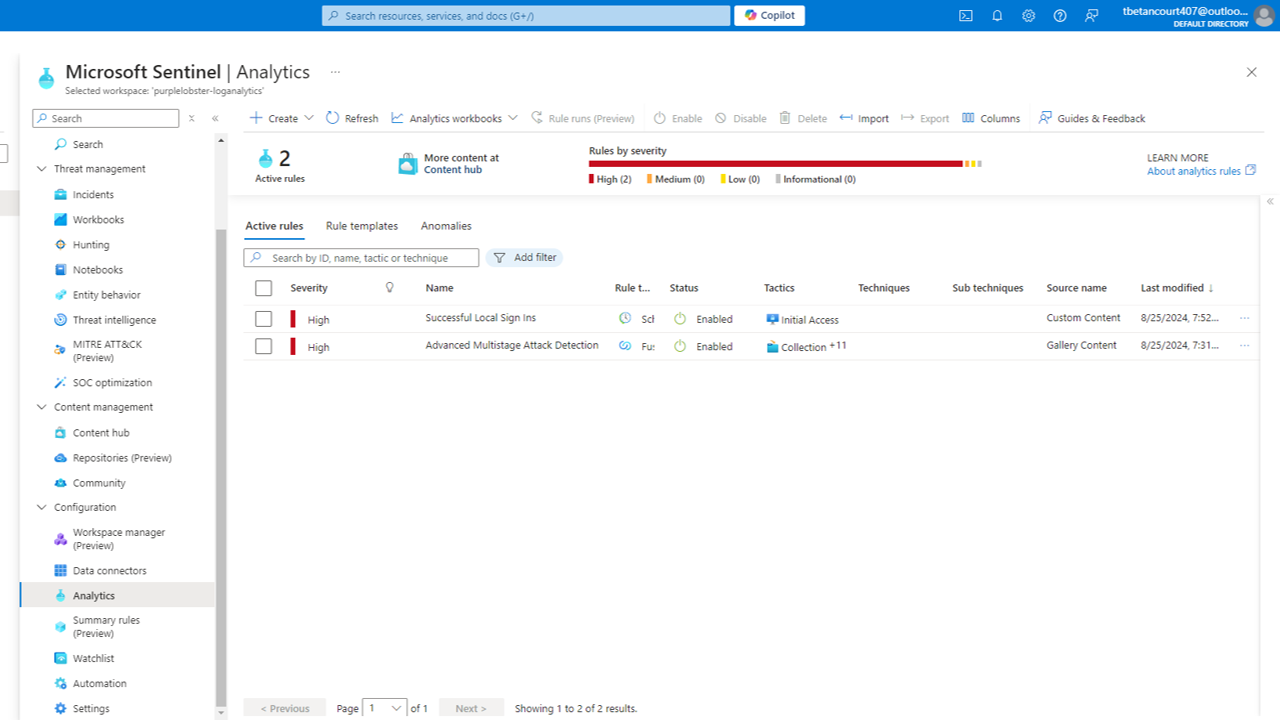 Search resources, services, and docs (G+/)
Copilot
tbetancourt407@outloo...
DEFAULT DIRECTORY
Microsoft Sentinel | Analytics ...
Selected workspace: 'purplelobster-loganalytics'
Search
Create
Refresh
Analytics workbooks
Rule runs (Preview)
Enable
Disable
Delete
Import
Export
Columns
Guides & Feedback
Search
Threat management
Incidents
Workbooks
Hunting
Notebooks
Entity behavior
Threat intelligence
MITRE ATT&CK
(Preview)
SOC optimization
Content management
Content hub
Repositories (Preview)
Community
Configuration
Workspace manager
(Preview)
Data connectors
Analytics
Summary rules
(Preview)
Watchlist
Automation
Settings
2
Active rules
More content at
Content hub
Rules by severity
High (2) Medium (0) Low (0) Informational (0)
LEARN MORE
About analytics rules
Active rules Rule templates Anomalies
Search by ID, name, tactic or technique
Add filter
Severity Name Rule t... Status Tactics Techniques Sub techniques Source name Last modified ↓
High Successful Local Sign Ins Scl Enabled Initial Access Custom Content 8/25/2024, 7:52... ...
High Advanced Multistage Attack Detection Fu: Enabled Collection +11 Gallery Content 8/25/2024, 7:31... ...
< Previous Page 1 of 1 Next > Showing 1 to 2 of 2 results.